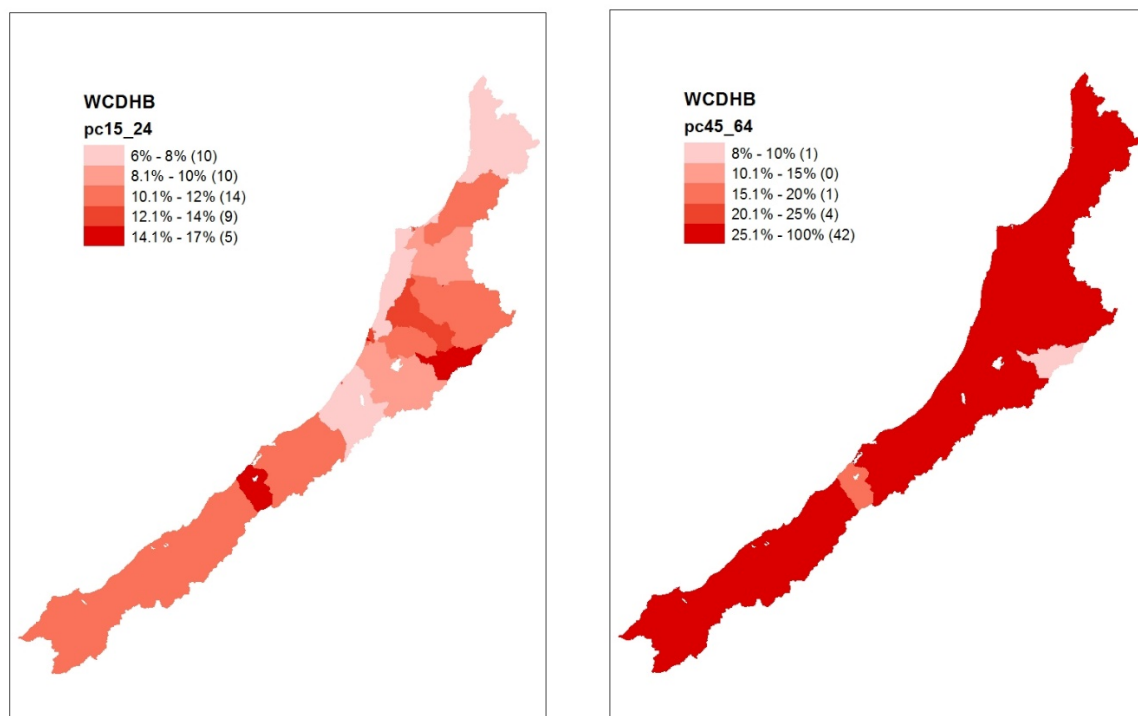 WCDHB
pc15_24
6% - 8% (10)
8.1% - 10% (10)
10.1% - 12% (14)
12.1% - 14% (9)
14.1% - 17% (5)
WCDHB
pc45_64
8% - 10% (1)
10.1% - 15% (0)
15.1% - 20% (1)
20.1% - 25% (4)
25.1% - 100% (42)